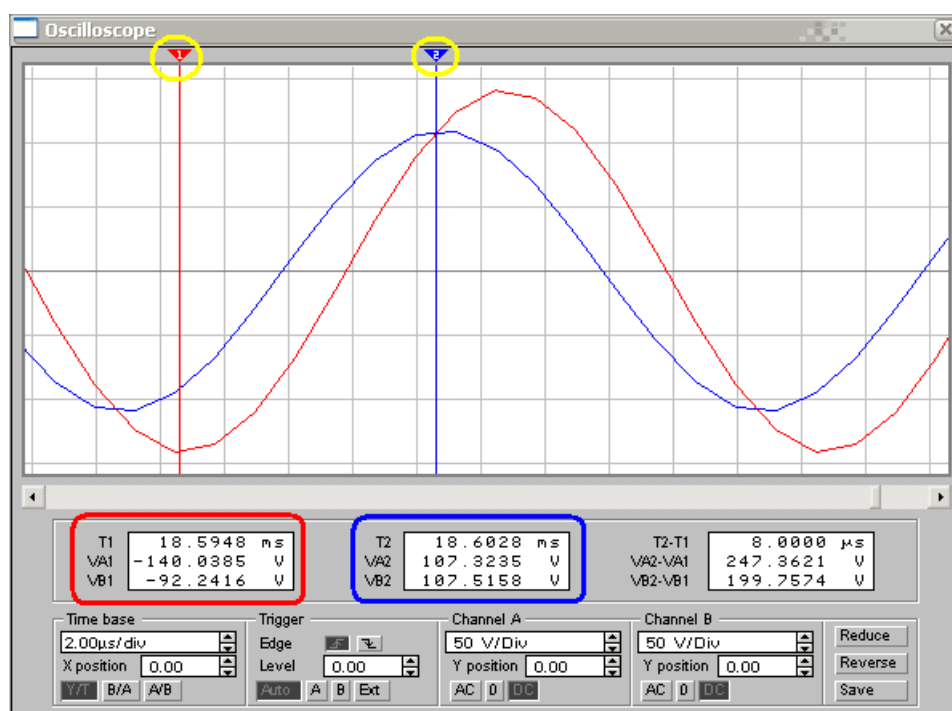 Oscilloscope
1 2
T1 18.5948 ms T2 18.6028 ms T2-T1 8.0000 µs
VA1 -140.0385 V VA2 107.3235 V VA2-VA1 247.3621 V
VB1 -92.2416 V VB2 107.5158 V VB2-VB1 199.7574 V
Time base Trigger Channel A Channel B
2.00µs/div Edge 50 V/Div 50 V/Div Reduce
X position 0.00 Level 0.00 Y position 0.00 Y position 0.00 Reverse
Y/T B/A A/B Auto A B Ext AC 0 DC AC 0 DC Save